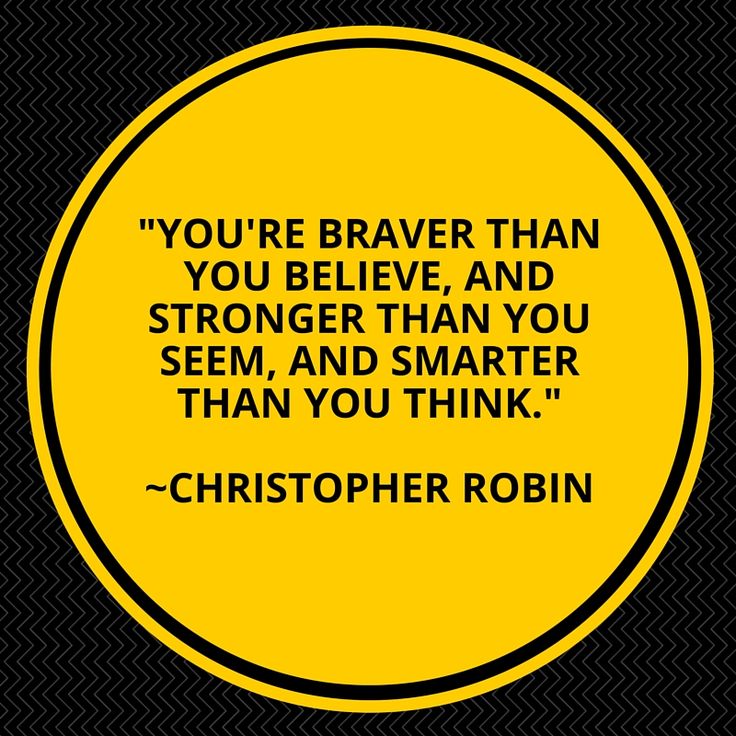 "YOU'RE BRAVER THAN
YOU BELIEVE, AND
STRONGER THAN YOU
SEEM, AND SMARTER
THAN YOU THINK."
~CHRISTOPHER ROBIN